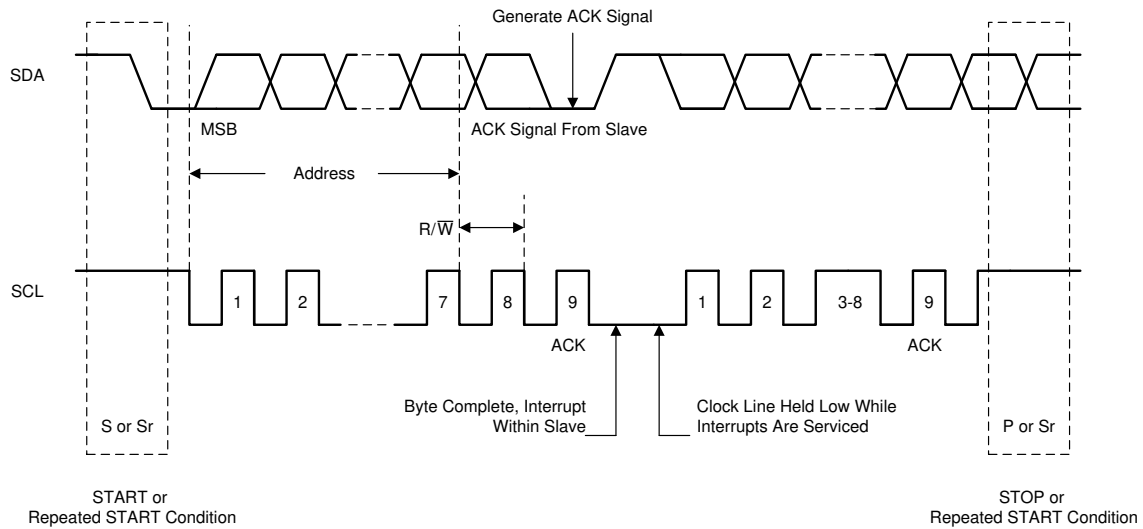 Generate ACK Signal
SDA
MSB
ACK Signal From Slave
Address
R/W̅
SCL
1
2
7
8
9
1
2
3-8
9
ACK
ACK
Byte Complete, Interrupt
Within Slave
Clock Line Held Low While
Interrupts Are Serviced
S or Sr
P or Sr
START or
Repeated START Condition
STOP or
Repeated START Condition